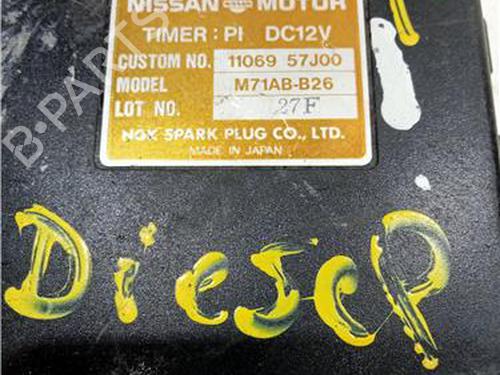 NISSAN MOTOR
TIMER : PI DC12V
CUSTOM NO. 11069 57J00
MODEL M71AB-B26
LOT NO. 27F
NGK SPARK PLUG CO., LTD.
MADE IN JAPAN
B-PARTS
Diesel